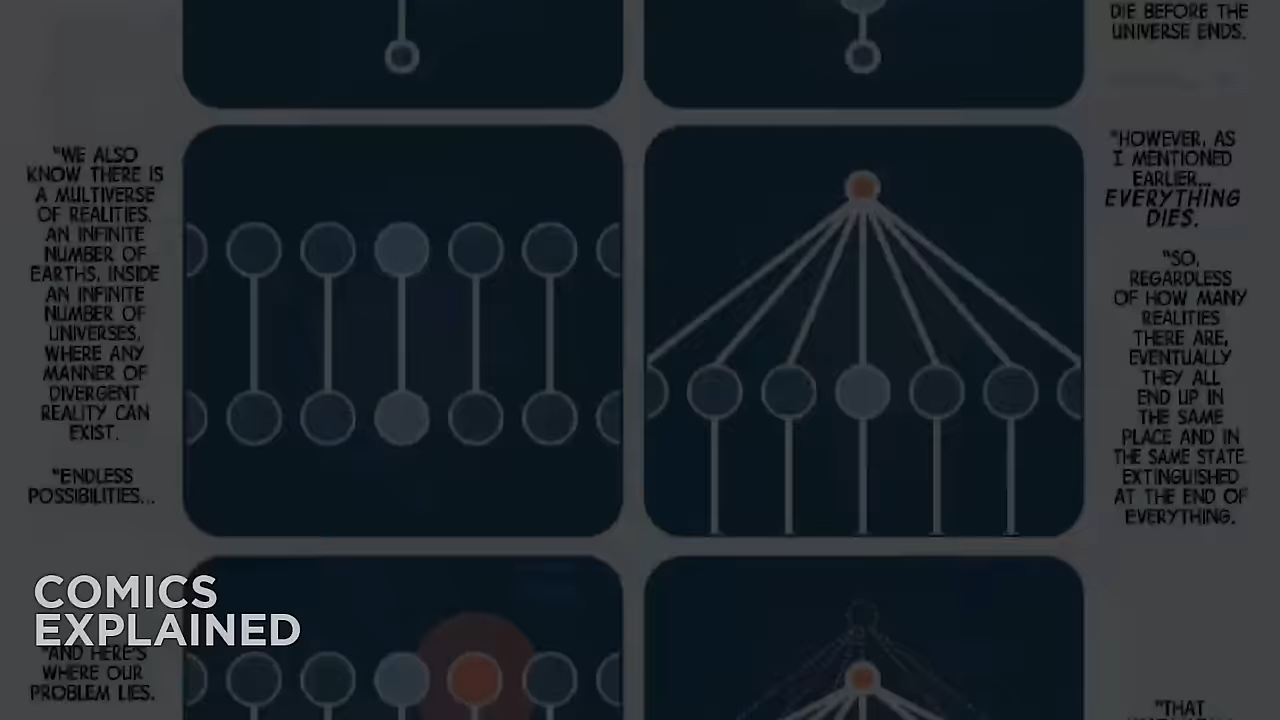 DIE BEFORE THE
UNIVERSE ENDS.
"WE ALSO
KNOW THERE IS
A MULTIVERSE
OF REALITIES.
AN INFINITE
NUMBER OF
EARTHS, INSIDE
AN INFINITE
NUMBER OF
UNIVERSES,
WHERE ANY
MANNER OF
DIVERGENT
REALITY CAN
EXIST.
"ENDLESS
POSSIBILITIES...
"HOWEVER, AS
I MENTIONED
EARLIER...
EVERYTHING
DIES.
"SO,
REGARDLESS
OF HOW MANY
REALITIES
THERE ARE,
EVENTUALLY
THEY ALL
END UP IN
THE SAME
PLACE AND IN
THE SAME STATE.
EXTINGUISHED
AT THE END OF
EVERYTHING.
COMICS
EXPLAINED
"AND HERE'S
WHERE OUR
PROBLEM LIES.
"THAT